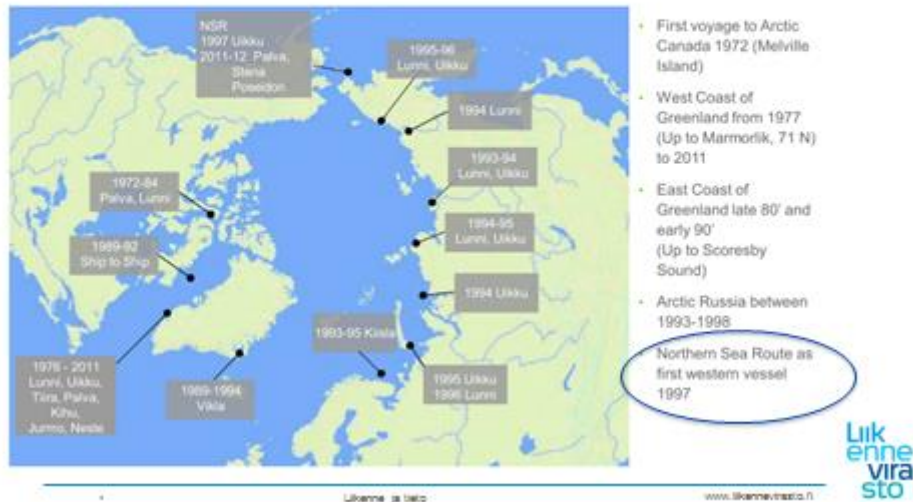 NSR
1997 Uikku
2011-12 Palva,
Stena
Poseidon
1995-96
Lunni, Uikku
1994 Lunni
1993-94
Lunni, Uikku
1972-84
Palva, Lunni
1994-95
Lunni, Uikku
1989-92
Ship to Ship
1994 Uikku
1993-95 Kiisla
1976 - 2011
Lunni, Uikku,
Tiira, Palva,
Kihu,
Jurmo, Neste
1989-1994
Vikla
1995 Uikku
1996 Lunni
• First voyage to Arctic
Canada 1972 (Melville
Island)
• West Coast of
Greenland from 1977
(Up to Marmorlik, 71 N)
to 2011
• East Coast of
Greenland late 80' and
early 90'
(Up to Scoresby
Sound)
• Arctic Russia between
1993-1998
• Northern Sea Route as
first western vessel
1997
Liikenne ja tieto
www.liikennevirasto.fi
Liik
enne
vira
sto